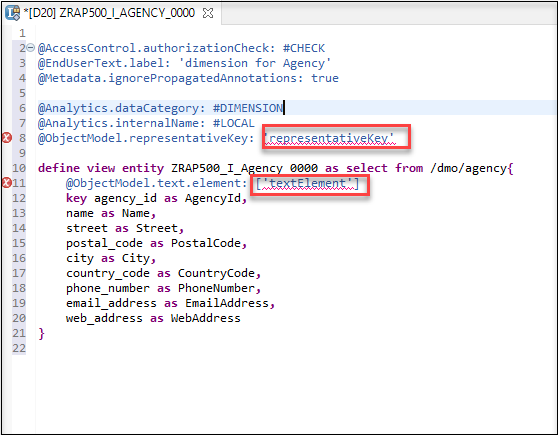 *[D20] ZRAP500_I_AGENCY_0000
1
2 @AccessControl.authorizationCheck: #CHECK
3 @EndUserText.label: 'dimension for Agency'
4 @Metadata.ignorePropagatedAnnotations: true
5
6 @Analytics.dataCategory: #DIMENSION
7 @Analytics.internalName: #LOCAL
8 @ObjectModel.representativeKey: 'representativeKey'
9
10 define view entity ZRAP500_I_Agency_0000 as select from /dmo/agency{
11 @ObjectModel.text.element: ['textElement']
12 key agency_id as AgencyId,
13 name as Name,
14 street as Street,
15 postal_code as PostalCode,
16 city as City,
17 country_code as CountryCode,
18 phone_number as PhoneNumber,
19 email_address as EmailAddress,
20 web_address as WebAddress
21 }
22